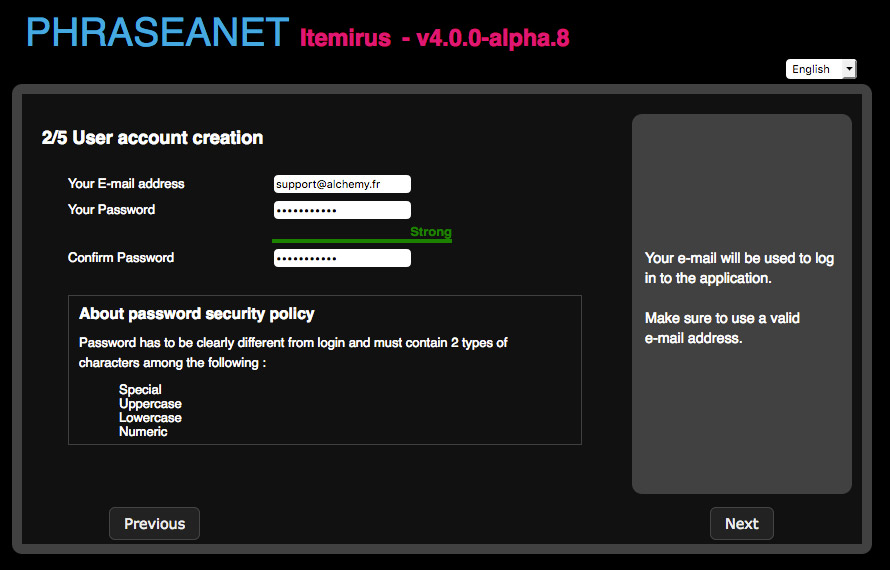 PHRASEANET Itemirus - v4.0.0-alpha.8
English
2/5 User account creation
Your E-mail address support@alchemy.fr
Your Password •••••••••••
Strong
Confirm Password •••••••••••
About password security policy
Password has to be clearly different from login and must contain 2 types of
characters among the following :
Special
Uppercase
Lowercase
Numeric
Your e-mail will be used to log
in to the application.
Make sure to use a valid
e-mail address.
Previous
Next